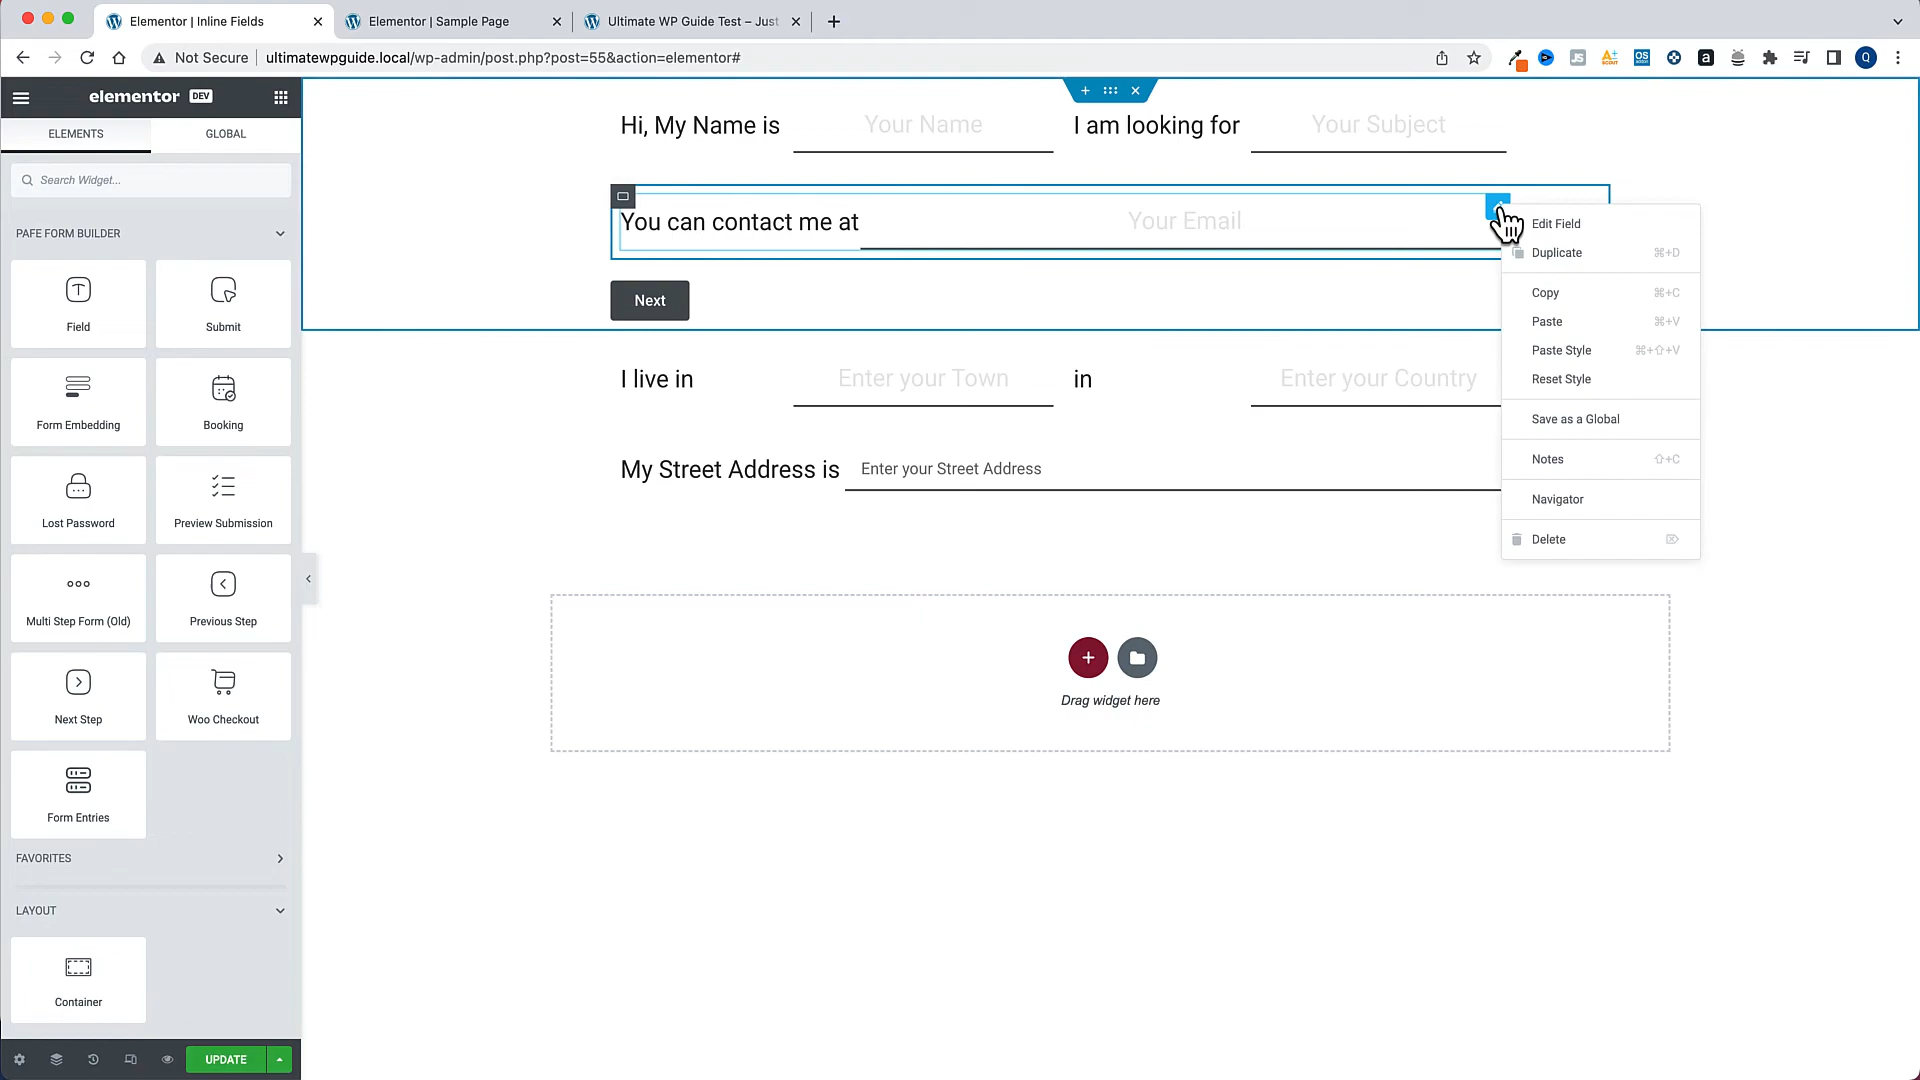 Elementor | Inline Fields
Elementor | Sample Page
Ultimate WP Guide Test – Just
Not Secure
ultimatewpguide.local/wp-admin/post.php?post=55&action=elementor#
elementor DEV
ELEMENTS
GLOBAL
Search Widget...
PAFE FORM BUILDER
Field
Submit
Form Embedding
Booking
Lost Password
Preview Submission
Multi Step Form (Old)
Previous Step
Next Step
Woo Checkout
Form Entries
FAVORITES
LAYOUT
Container
UPDATE
Hi, My Name is Your Name I am looking for Your Subject
You can contact me at Your Email
Next
I live in Enter your Town in Enter your Country
My Street Address is Enter your Street Address
Drag widget here
Edit Field
Duplicate ⌘+D
Copy ⌘+C
Paste ⌘+V
Paste Style ⌘+⇧+V
Reset Style
Save as a Global
Notes ⇧+C
Navigator
Delete ⌦